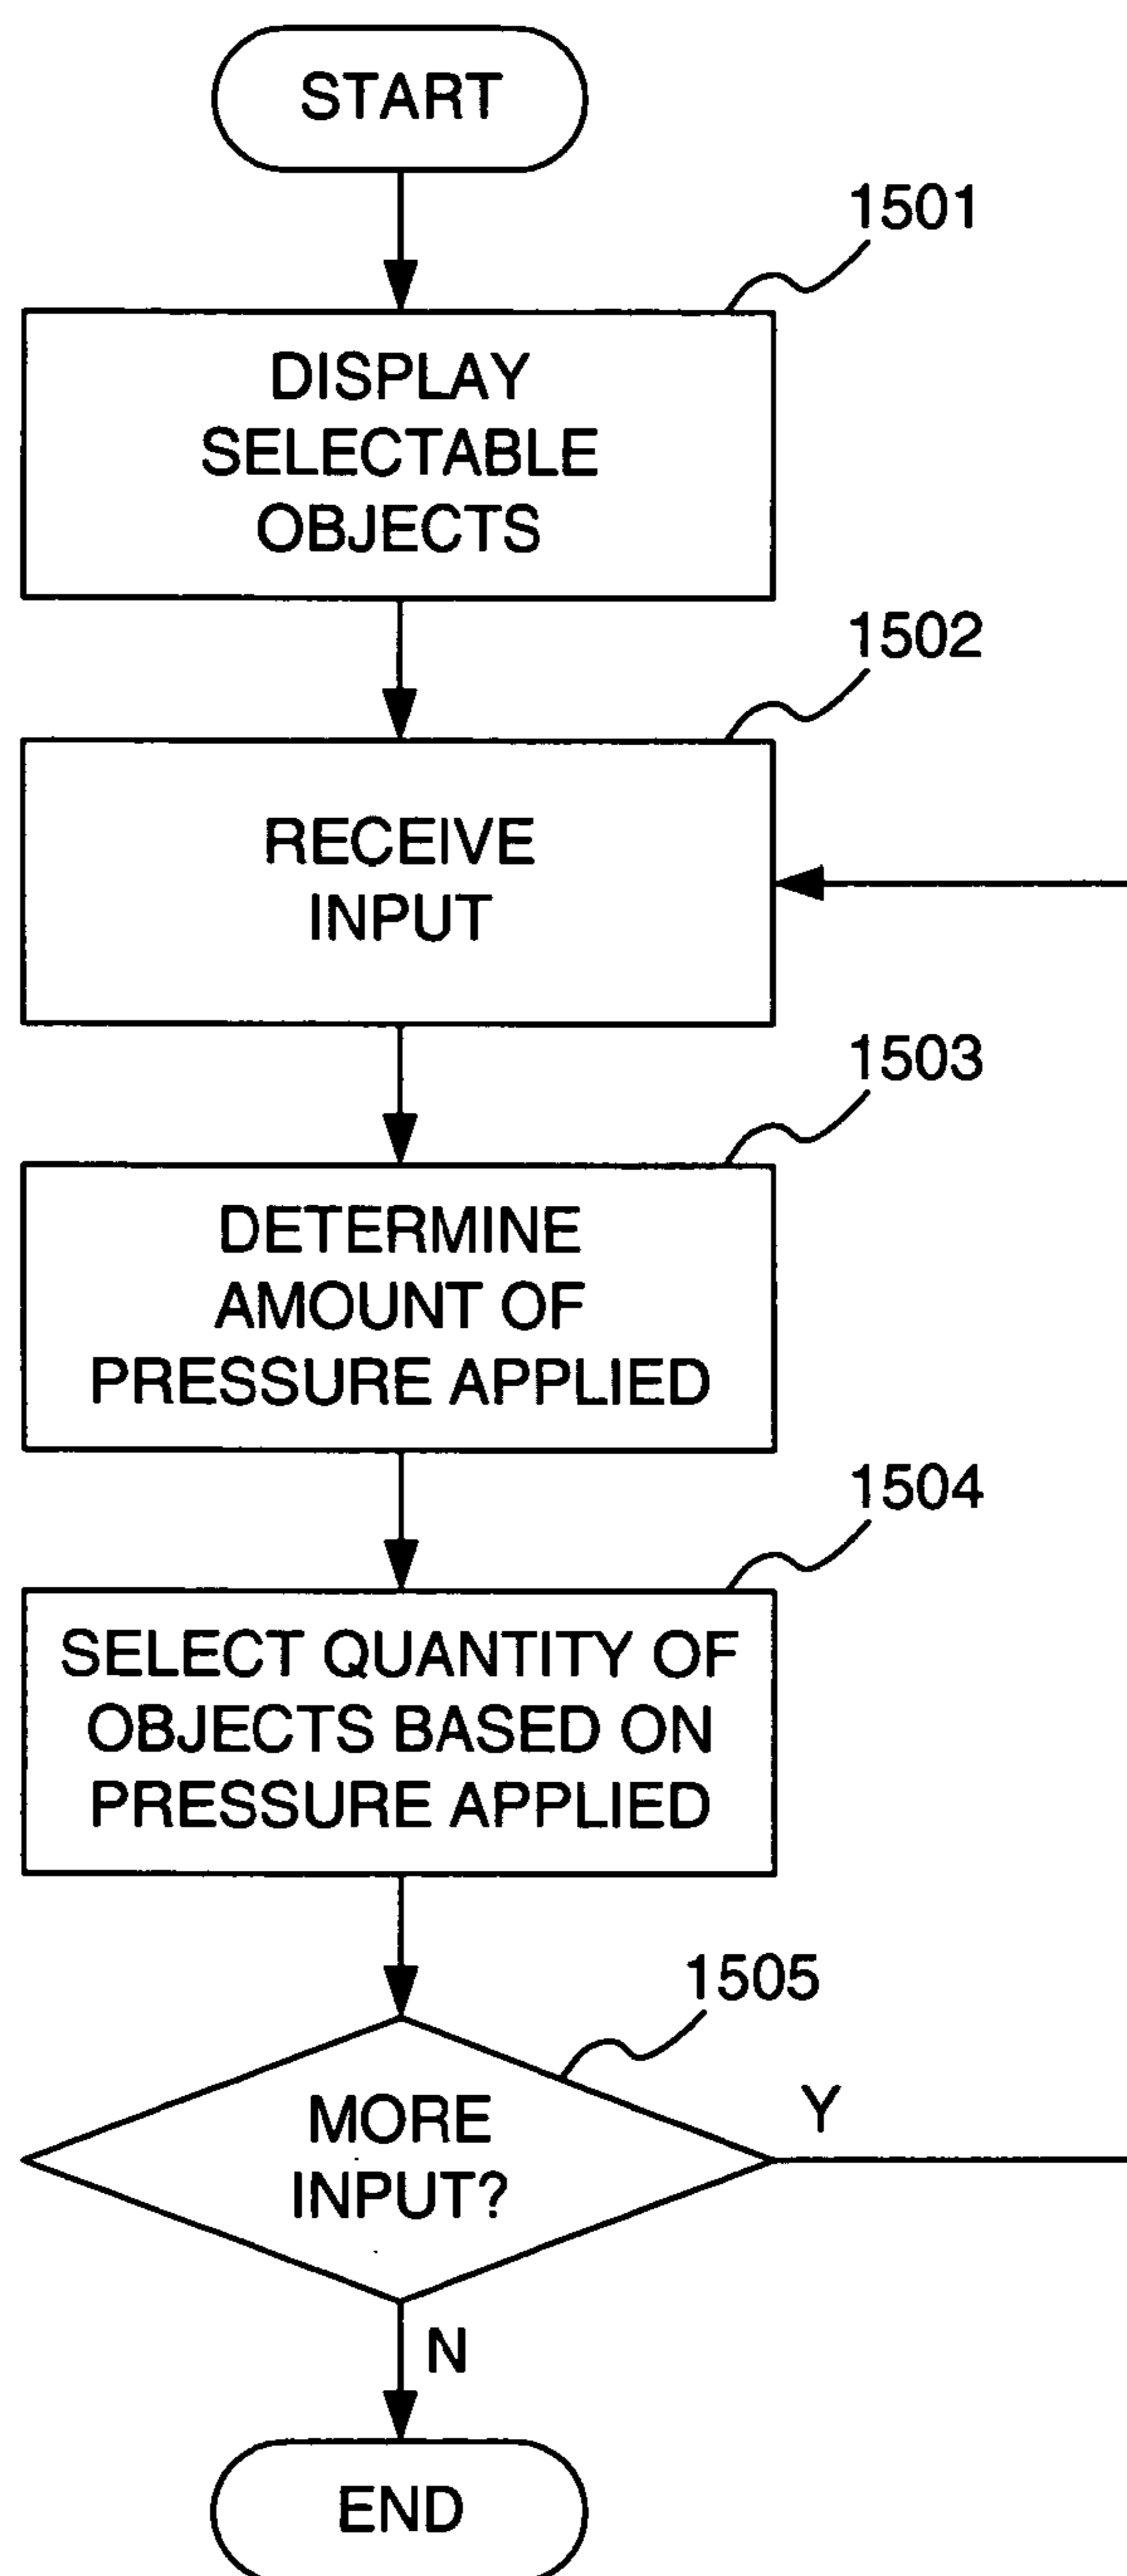 START
1501
DISPLAY
SELECTABLE
OBJECTS
1502
RECEIVE
INPUT
1503
DETERMINE
AMOUNT OF
PRESSURE APPLIED
1504
SELECT QUANTITY OF
OBJECTS BASED ON
PRESSURE APPLIED
1505
MORE
INPUT?
Y
N
END